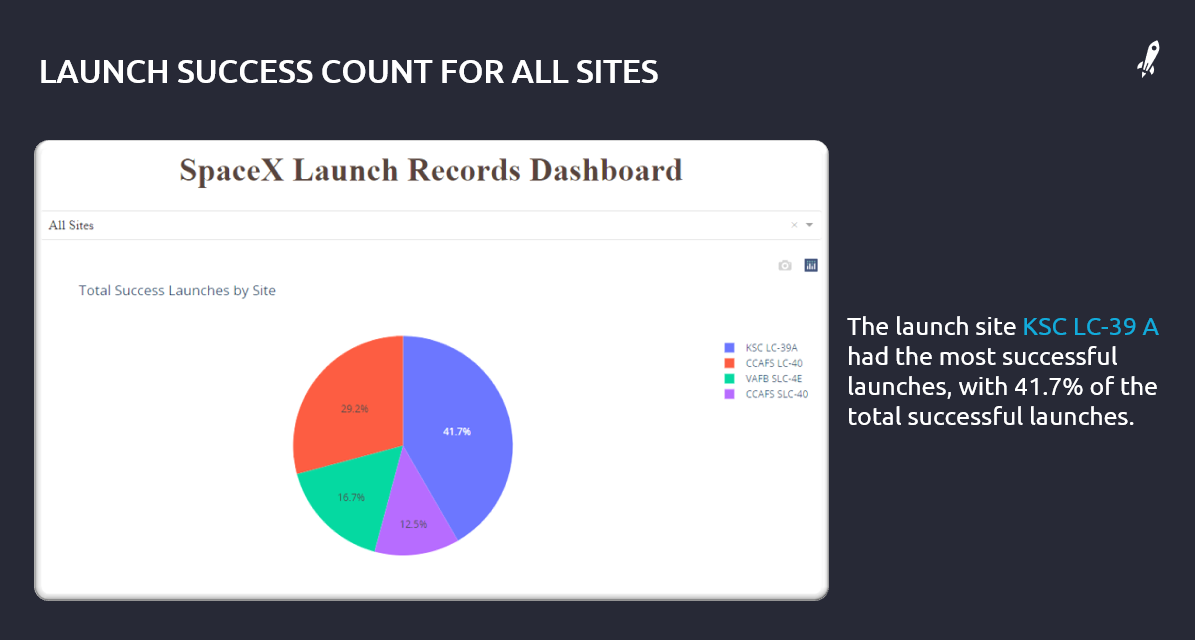 LAUNCH SUCCESS COUNT FOR ALL SITES
SpaceX Launch Records Dashboard
All Sites
×
Total Success Launches by Site
KSC LC-39A
CCAFS LC-40
VAFB SLC-4E
CCAFS SLC-40
29.2%
41.7%
16.7%
12.5%
The launch site KSC LC-39 A
had the most successful
launches, with 41.7% of the
total successful launches.